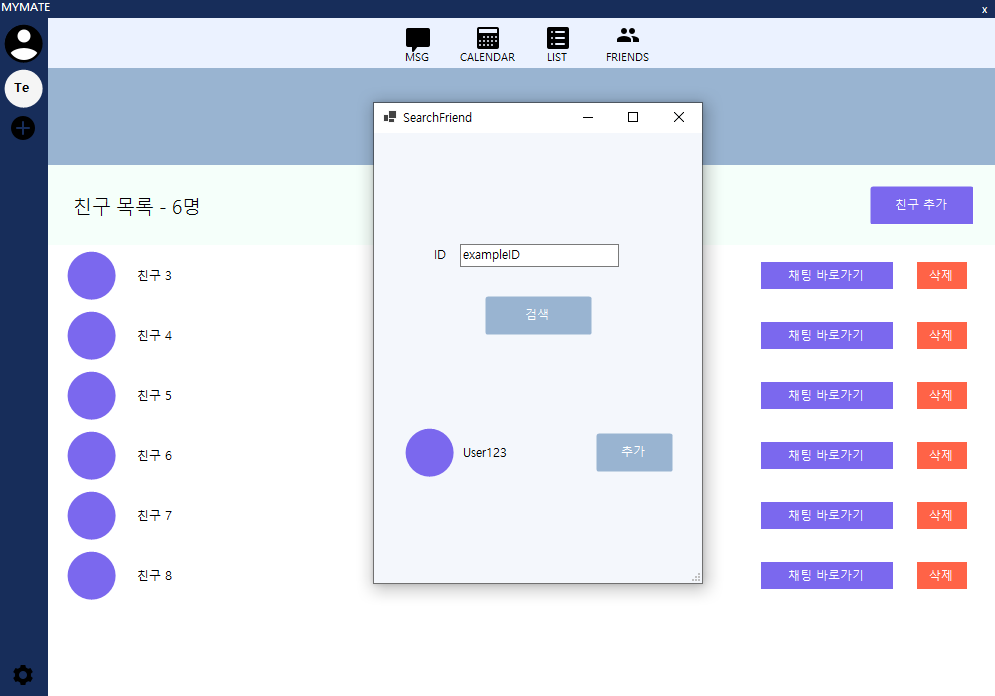 MYMATE
x
MSG
CALENDAR
LIST
FRIENDS
Te
친구 목록 - 6명
친구 추가
친구 3
채팅 바로가기
삭제
친구 4
채팅 바로가기
삭제
친구 5
채팅 바로가기
삭제
친구 6
채팅 바로가기
삭제
친구 7
채팅 바로가기
삭제
친구 8
채팅 바로가기
삭제
SearchFriend
ID exampleID
검색
User123
추가